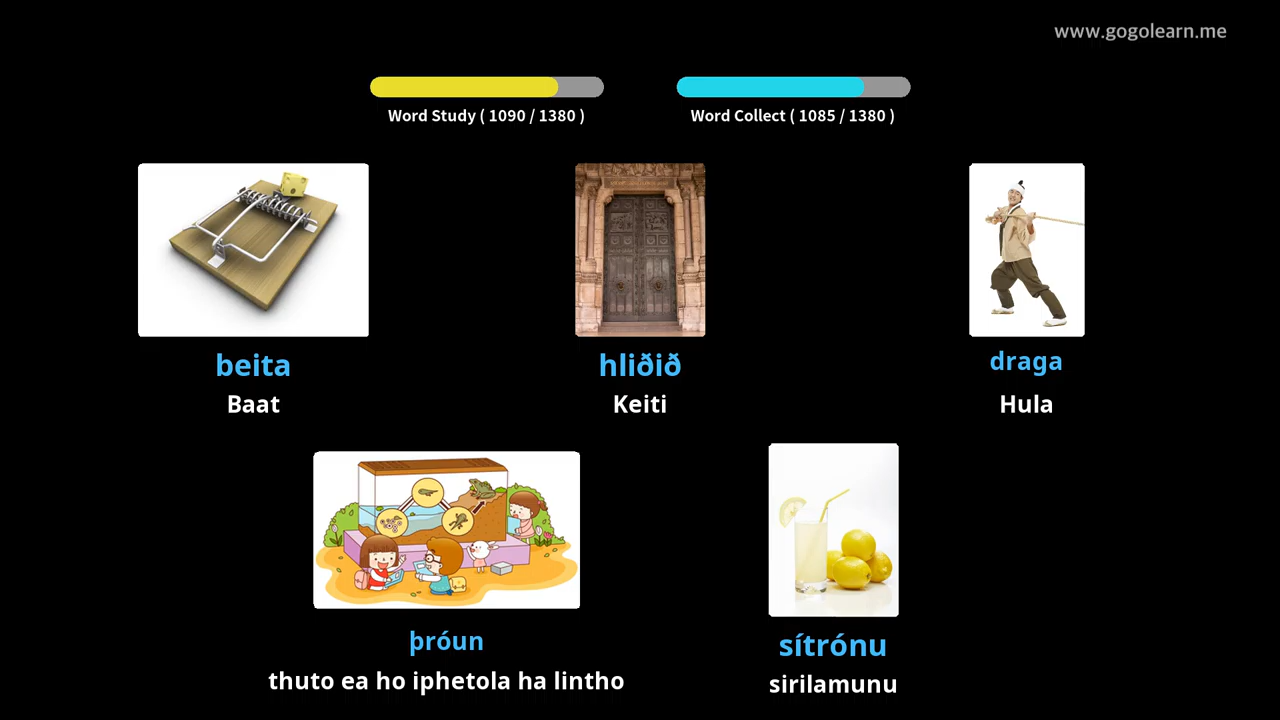 www.gogolearn.me
Word Study ( 1090 / 1380 )
Word Collect ( 1085 / 1380 )
beita
Baat
hliðið
Keiti
draga
Hula
þróun
thuto ea ho iphetola ha lintho
sítrónu
sirilamunu